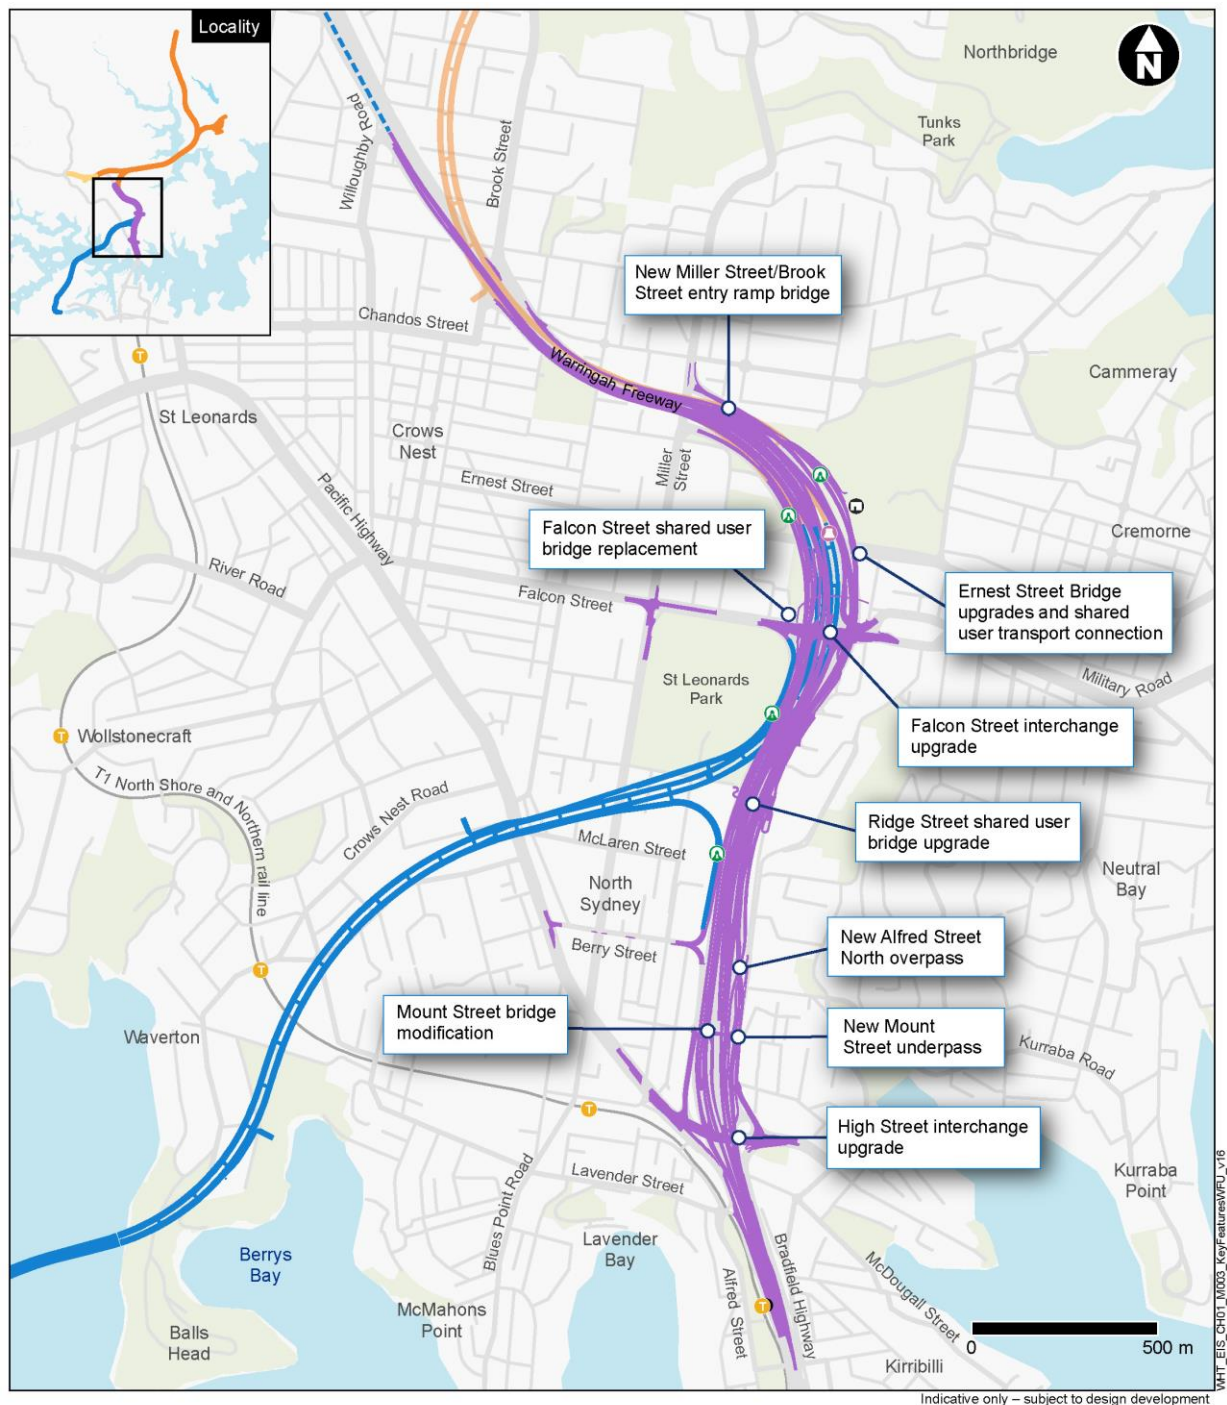 Locality
N
Northbridge
Tunks
Park
Willoughby Road
Brook Street
New Miller Street/Brook
Street entry ramp bridge
Chandos Street
Warringah Freeway
Cammeray
St Leonards
Crows
Nest
Miller
Street
Ernest Street
Pacific Highway
Falcon Street shared user
bridge replacement
Cremorne
River Road
Falcon Street
Ernest Street Bridge
upgrades and shared
user transport connection
Military Road
St Leonards
Park
Falcon Street interchange
upgrade
Wollstonecraft
T1 North Shore and Northern rail line
Crows Nest Road
McLaren Street
Ridge Street shared user
bridge upgrade
Neutral
Bay
North
Sydney
Berry Street
New Alfred Street
North overpass
Mount Street bridge
modification
New Mount
Street underpass
Waverton
Kurraba Road
High Street interchange
upgrade
Lavender Street
Blues Point Road
Kurraba
Point
Berrys
Bay
Lavender
Bay
Alfred Street
Bradfield Highway
McDougall Street
McMahons
Point
Balls
Head
Kirribilli
0 500 m
WHT_EIS_CH01_M003_KeyFeaturesWFU_v16
Indicative only – subject to design development
T
T
T
T
T